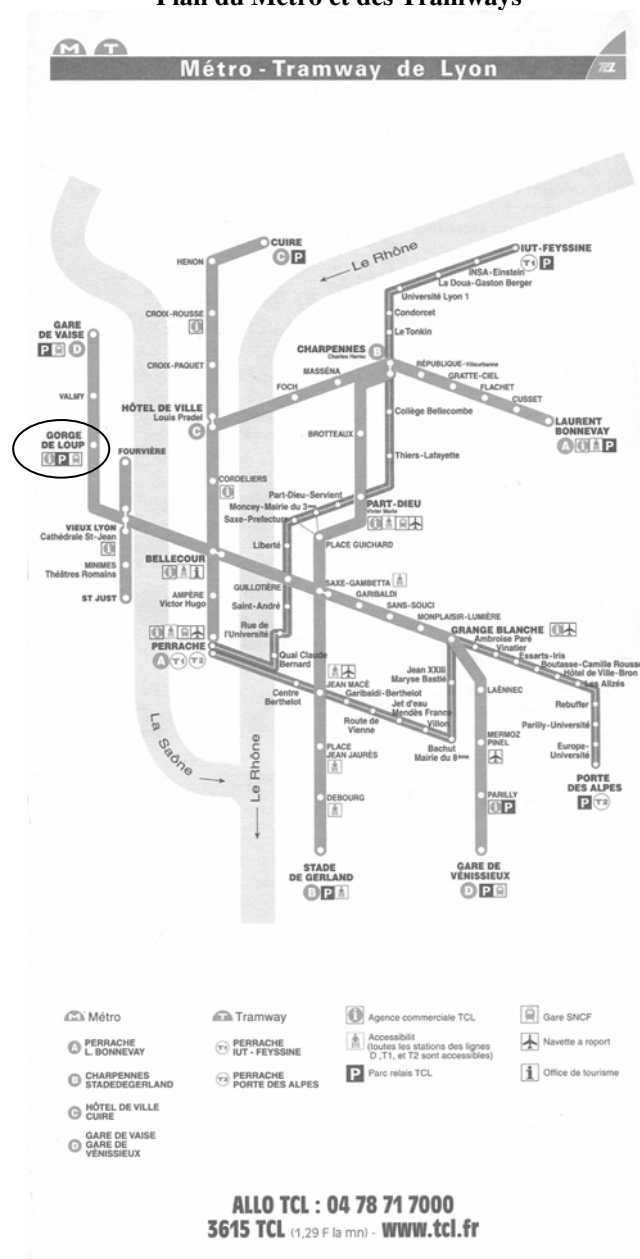 Plan du Métro et des Tramways
M T
Métro - Tramway de Lyon
TCL
CUIRE
C P
HENON
Le Rhône
IUT-FEYSSINE
T1 P
INSA-Einstein
La Doua-Gaston Berger
Université Lyon 1
CROIX-ROUSSE
Condorcet
Le Tonkin
GARE
DE VAISE
P D
CHARPENNES B
Charles Hernu
CROIX-PAQUET
MASSÉNA
RÉPUBLIQUE-Villeurbanne
GRATTE-CIEL
FOCH
FLACHET
CUSSET
VALMY
HÔTEL DE VILLE
Louis Pradel
C
Collège Bellecombe
LAURENT
BONNEVAY
A P
GORGE
DE LOUP
P
BROTTEAUX
FOURVIÈRE
Thiers-Lafayette
CORDELIERS
Part-Dieu-Servient
PART-DIEU
Vivier Merle
Moncey-Mairie du 3
Saxe-Prefecture
VIEUX LYON
Cathédrale St-Jean
Liberté
PLACE GUICHARD
BELLECOUR
MINIMES
Théâtres Romains
GUILLOTIÈRE
SAXE-GAMBETTA
GARIBALDI
ST JUST
AMPÈRE
Victor Hugo
Saint-André
SANS-SOUCI
MONPLAISIR-LUMIÈRE
Rue de
l'Université
GRANGE BLANCHE
Ambroise Paré
Vinatier
PERRACHE
A T1 T2
Quai Claude
Bernard
Essarts-Iris
Boutasse-Camille Rousse
Jean XXIII
Maryse Bastié
Hôtel de Ville-Bron
Les Alizés
JEAN MACÉ
Centre
Berthelot
Garibaldi-Berthelot
LAËNNEC
Jet d'eau
Mendès France
Rebuffer
Route de
Vienne
Villon
Parilly-Université
La Saône
Le Rhône
PLACE
JEAN JAURÈS
Bachut
Mairie du 8ème
MERMOZ
PINEL
Europe-
Université
PORTE
DES ALPES
P T2
DEBOURG
PARILLY
P
STADE
DE GERLAND
B P
GARE DE
VÉNISSIEUX
D P
M Métro
A PERRACHE
L. BONNEVAY
B CHARPENNES
STADEDEGERLAND
C HÔTEL DE VILLE
CUIRE
D GARE DE VAISE
GARE DE
VÉNISSIEUX
T Tramway
T1 PERRACHE
IUT - FEYSSINE
T2 PERRACHE
PORTE DES ALPES
Agence commerciale TCL
Accessibilit
(toutes les stations des lignes
D ,T1, et T2 sont accessibles)
P Parc relais TCL
Gare SNCF
Navette a roport
i Office de tourisme
ALLO TCL : 04 78 71 7000
3615 TCL (1,29 F la mn) - www.tcl.fr